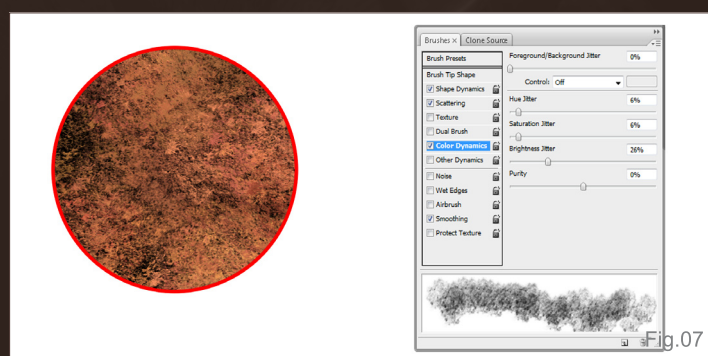 Brushes × Clone Source
Brush Presets
Brush Tip Shape
Shape Dynamics
Scattering
Texture
Dual Brush
Color Dynamics
Other Dynamics
Noise
Wet Edges
Airbrush
Smoothing
Protect Texture
Foreground/Background Jitter 0%
Control: Off
Hue Jitter 6%
Saturation Jitter 6%
Brightness Jitter 26%
Purity 0%
Fig.07